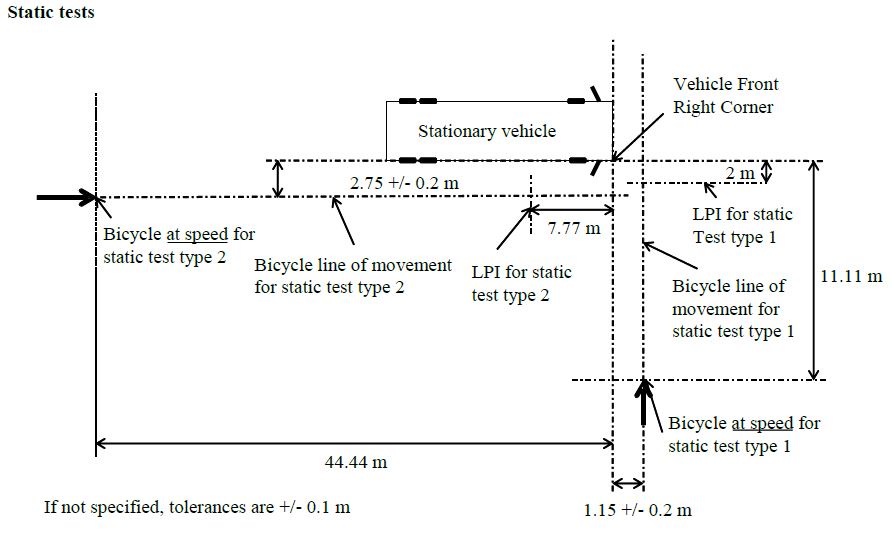 Static tests
Vehicle Front
Right Corner
Stationary vehicle
2.75 +/- 0.2 m
2 m
7.77 m
LPI for static
Test type 1
Bicycle at speed for
static test type 2
Bicycle line of movement
for static test type 2
LPI for static
test type 2
Bicycle line of
movement for
static test type 1
11.11 m
Bicycle at speed for
static test type 1
44.44 m
If not specified, tolerances are +/- 0.1 m
1.15 +/- 0.2 m